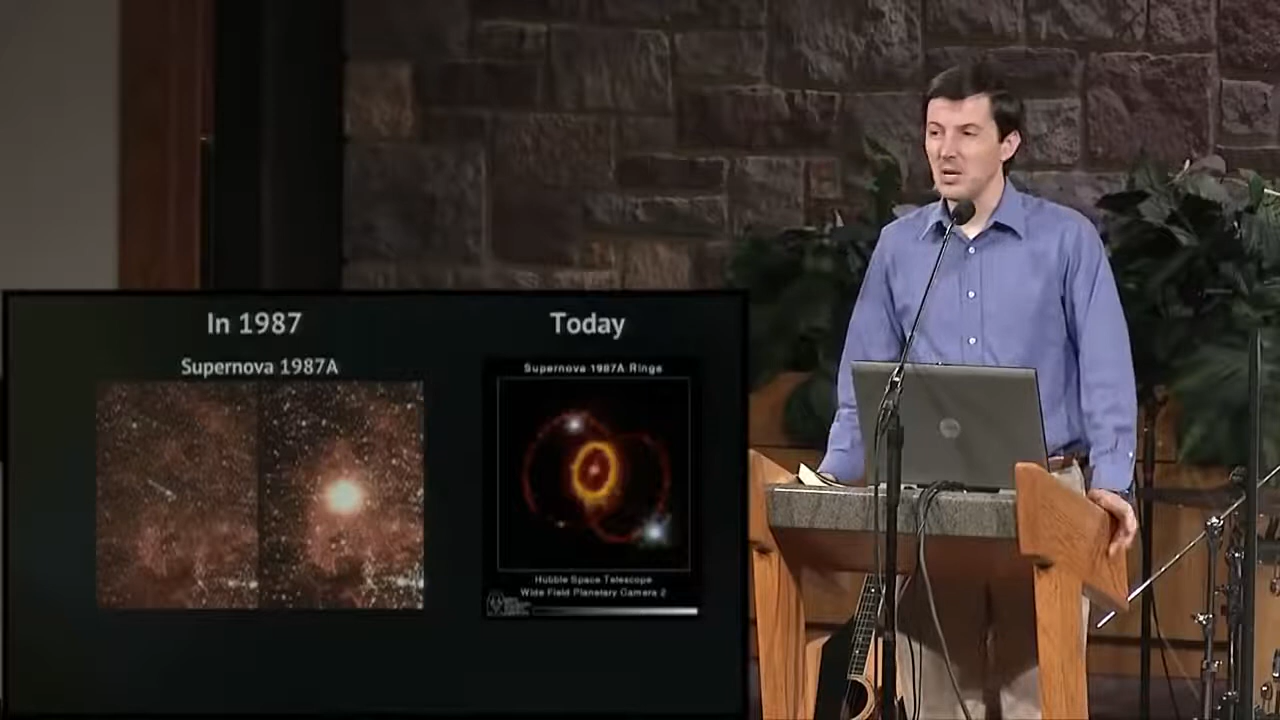 In 1987
Supernova 1987A
Today
Supernova 1987A Rings
Hubble Space Telescope
Wide Field Planetary Camera 2